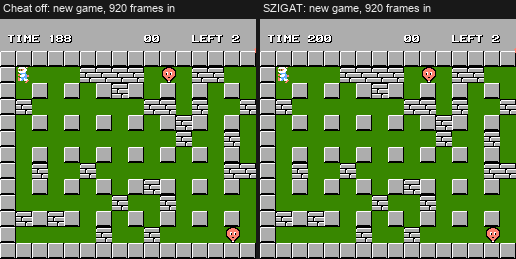 Cheat off: new game, 920 frames in
SZIGAT: new game, 920 frames in
TIME 188 00 LEFT 2
TIME 200 00 LEFT 2